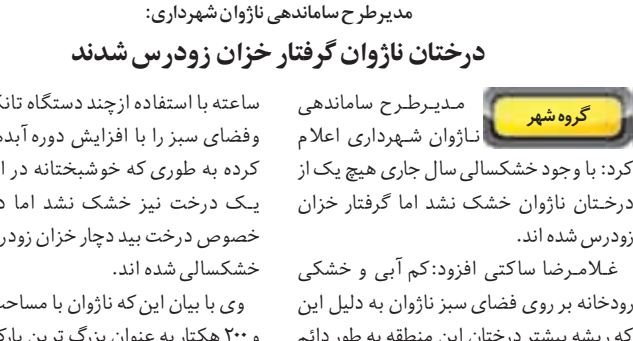 مدیرطرح ساماندهی ناژوان شهرداری:
درختان ناژوان گرفتار خزان زودرس شدند
گروه شهر
مدیرطرح ساماندهی
ناژوان شهرداری اعلام
کرد: با وجود خشکسالی سال جاری هیچ یک از
درختان ناژوان خشک نشد اما گرفتار خزان
زودرس شده اند.
غلامرضا ساکتی افزود:کم آبی و خشکی
رودخانه بر روی فضای سبز ناژوان به دلیل این
که ریشه بیشتر درختان این منطقه به طور دائم
ساعته با استفاده ازچند دستگاه
وفضای سبز را با افزایش دوره
کرده به طوری که خوشبختانه در
یک درخت نیز خشک نشد اما
خصوص درخت بید دچار خزان
خشکسالی شده اند.
وی با بیان این که ناژوان با
و ۲۰۰ هکتار به عنوان بزرگ ترین